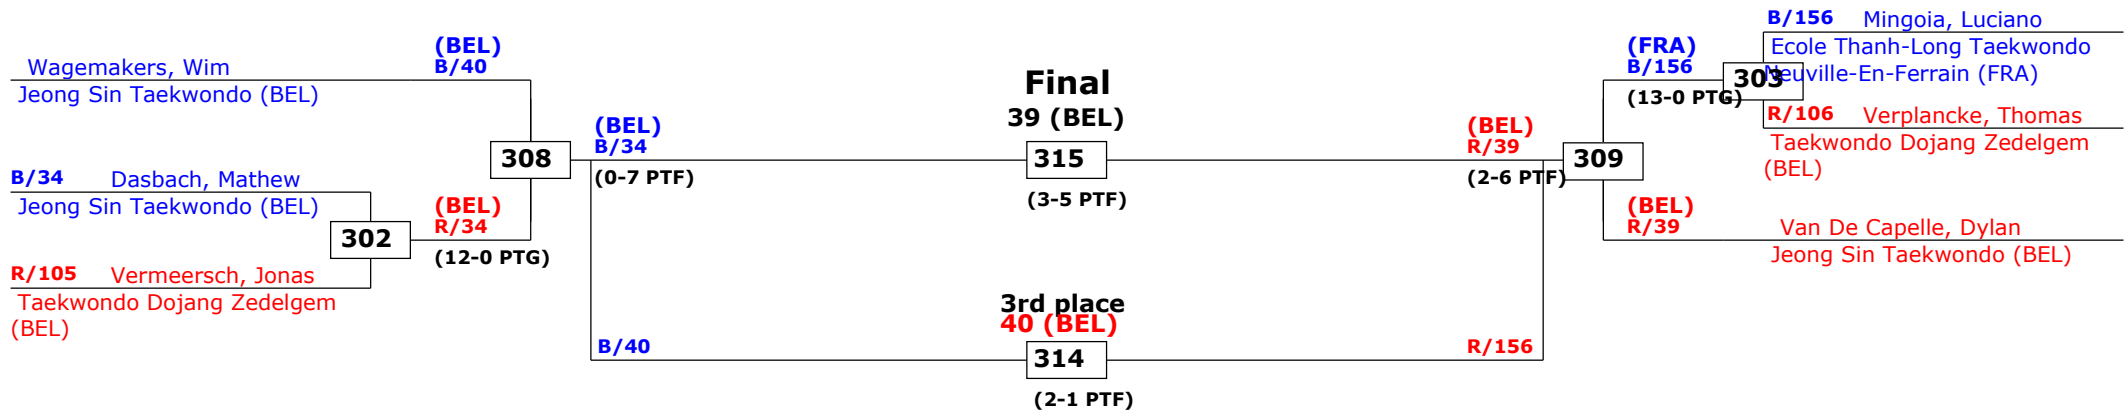 Wagemakers, Wim
Jeong Sin Taekwondo (BEL)
(BEL)
B/40
B/34 Dasbach, Mathew
Jeong Sin Taekwondo (BEL)
302
R/105 Vermeersch, Jonas
Taekwondo Dojang Zedelgem
(BEL)
(BEL)
R/34
(12-0 PTG)
308
(BEL)
B/34
(0-7 PTF)
Final
39 (BEL)
315
(3-5 PTF)
3rd place
40 (BEL)
B/40
314
(2-1 PTF)
R/156
(BEL)
R/39
(2-6 PTF)
309
(FRA)
B/156
(13-0 PTG)
303
B/156 Mingoia, Luciano
Ecole Thanh-Long Taekwondo
Neuville-En-Ferrain (FRA)
R/106 Verplancke, Thomas
Taekwondo Dojang Zedelgem
(BEL)
(BEL)
R/39
Van De Capelle, Dylan
Jeong Sin Taekwondo (BEL)